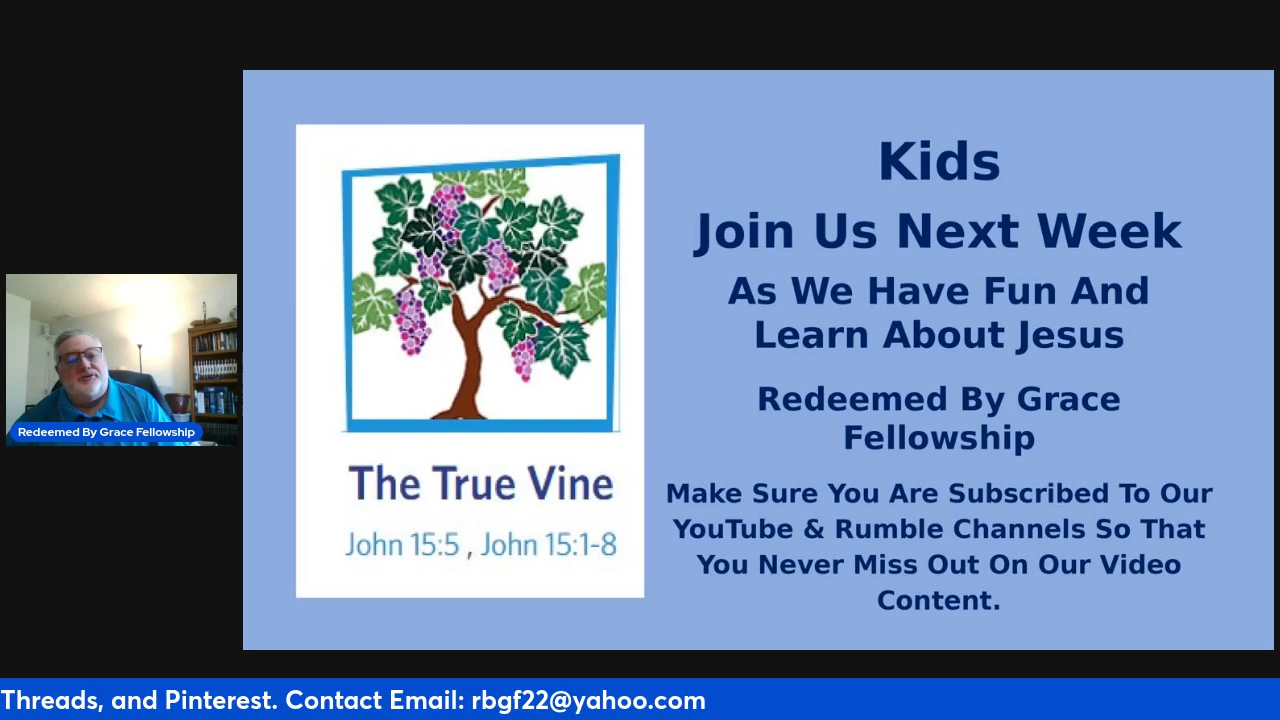 Kids
Join Us Next Week
As We Have Fun And
Learn About Jesus
Redeemed By Grace
Fellowship
Make Sure You Are Subscribed To Our
YouTube & Rumble Channels So That
You Never Miss Out On Our Video
Content.
The True Vine
John 15:5 , John 15:1-8
Redeemed By Grace Fellowship
Threads, and Pinterest. Contact Email: rbgf22@yahoo.com